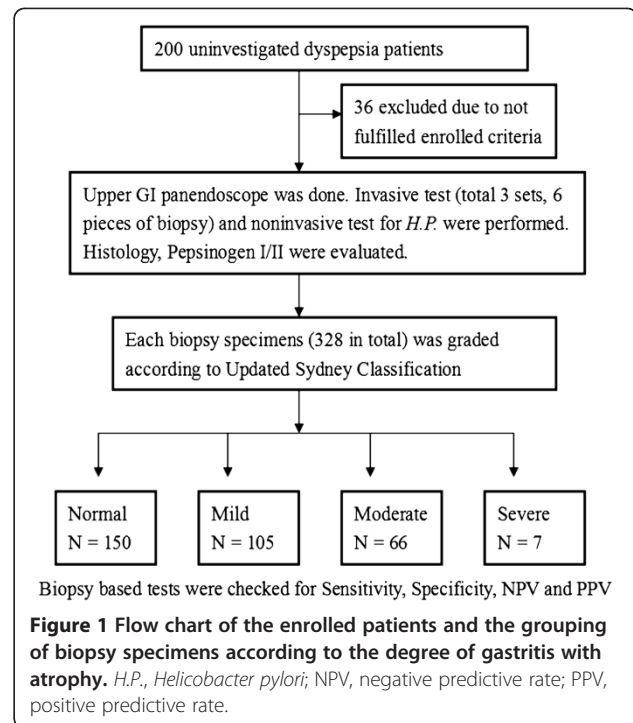 200 uninvestigated dyspepsia patients
36 excluded due to not
fulfilled enrolled criteria
Upper GI panendoscope was done. Invasive test (total 3 sets, 6
pieces of biopsy) and noninvasive test for H.P. were performed.
Histology, Pepsinogen I/II were evaluated.
Each biopsy specimens (328 in total) was graded
according to Updated Sydney Classification
Normal
N = 150
Mild
N = 105
Moderate
N = 66
Severe
N = 7
Biopsy based tests were checked for Sensitivity, Specificity, NPV and PPV
Figure 1 Flow chart of the enrolled patients and the grouping
of biopsy specimens according to the degree of gastritis with
atrophy. H.P., Helicobacter pylori; NPV, negative predictive rate; PPV,
positive predictive rate.